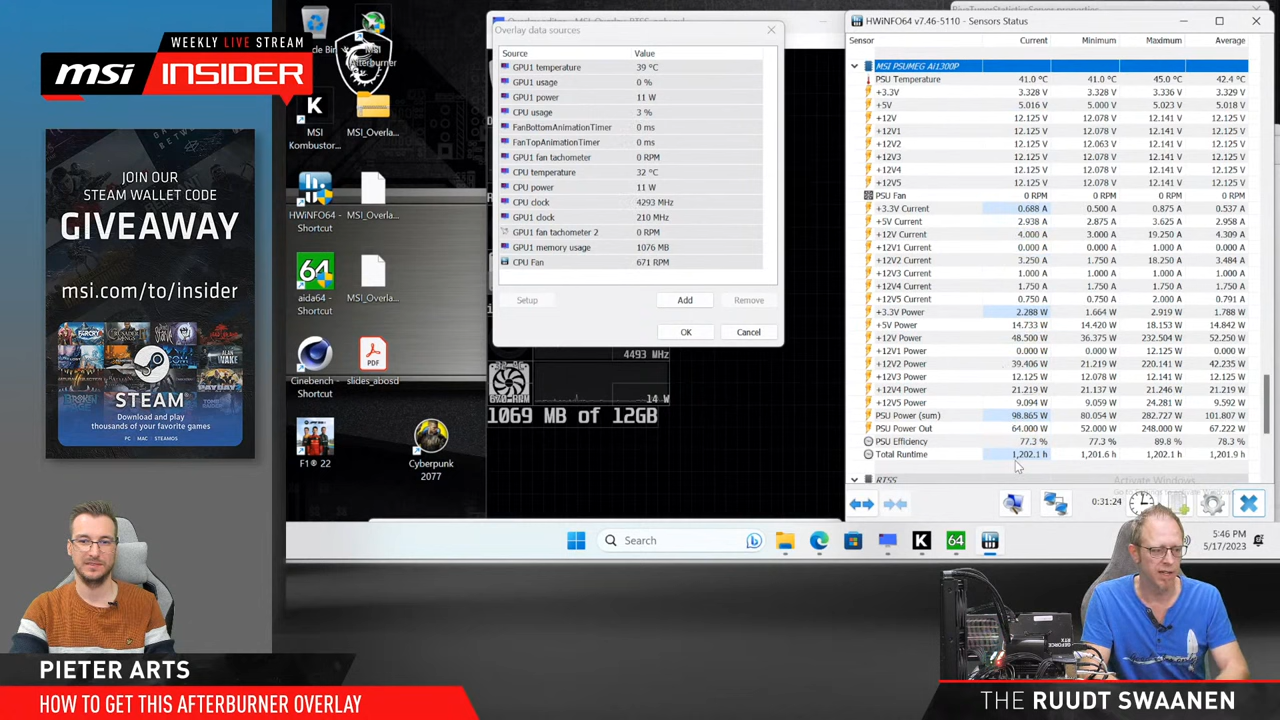 WEEKLY LIVE STREAM
msi INSIDER
JOIN OUR
STEAM WALLET CODE
GIVEAWAY
msi.com/to/insider
STEAM
Download and play
thousands of your favorite games
PC | MAC | STEAMOS
MSI
Afterburner
K
MSI
Kombustor...
MSI_Overla...
HWiNFO64 -
Shortcut
MSI_Overla...
64
aida64 -
Shortcut
MSI_Overla...
Cinebench -
Shortcut
PDF
slides_abosd
F1® 22
Cyberpunk
2077
Overlay data sources
Source Value
GPU1 temperature 39 °C
GPU1 usage 0 %
GPU1 power 11 W
CPU usage 3 %
FanBottomAnimationTimer 0 ms
FanTopAnimationTimer 0 ms
GPU1 fan tachometer 0 RPM
CPU temperature 32 °C
CPU power 11 W
CPU clock 4293 MHz
GPU1 clock 210 MHz
GPU1 fan tachometer 2 0 RPM
GPU1 memory usage 1076 MB
CPU Fan 671 RPM
Setup Add Remove
OK Cancel
4493 MHz
670 RPM
14 W
1069 MB of 12GB
HWiNFO64 v7.46-5110 - Sensors Status
Sensor Current Minimum Maximum Average
MSI PSUMEG Ai1300P
PSU Temperature 41.0 °C 41.0 °C 45.0 °C 42.4 °C
+3.3V 3.328 V 3.328 V 3.336 V 3.329 V
+5V 5.016 V 5.000 V 5.023 V 5.018 V
+12V 12.125 V 12.078 V 12.141 V 12.125 V
+12V1 12.125 V 12.078 V 12.141 V 12.125 V
+12V2 12.125 V 12.063 V 12.141 V 12.125 V
+12V3 12.125 V 12.078 V 12.141 V 12.125 V
+12V4 12.125 V 12.078 V 12.141 V 12.125 V
+12V5 12.125 V 12.078 V 12.141 V 12.125 V
PSU Fan 0 RPM 0 RPM 0 RPM 0 RPM
+3.3V Current 0.688 A 0.500 A 0.875 A 0.537 A
+5V Current 2.938 A 2.875 A 3.625 A 2.958 A
+12V Current 4.000 A 3.000 A 19.250 A 4.309 A
+12V1 Current 0.000 A 0.000 A 1.000 A 0.000 A
+12V2 Current 3.250 A 1.750 A 18.250 A 3.484 A
+12V3 Current 1.000 A 1.000 A 1.000 A 1.000 A
+12V4 Current 1.750 A 1.750 A 1.750 A 1.750 A
+12V5 Current 0.750 A 0.750 A 2.000 A 0.791 A
+3.3V Power 2.288 W 1.664 W 2.919 W 1.788 W
+5V Power 14.733 W 14.420 W 18.153 W 14.842 W
+12V Power 48.500 W 36.375 W 232.504 W 52.250 W
+12V1 Power 0.000 W 0.000 W 12.125 W 0.000 W
+12V2 Power 39.406 W 21.219 W 220.141 W 42.235 W
+12V3 Power 12.125 W 12.078 W 12.141 W 12.125 W
+12V4 Power 21.219 W 21.137 W 21.246 W 21.219 W
+12V5 Power 9.094 W 9.059 W 24.281 W 9.592 W
PSU Power (sum) 98.865 W 80.054 W 282.727 W 101.807 W
PSU Power Out 64.000 W 52.000 W 248.000 W 67.222 W
PSU Efficiency 77.3 % 77.3 % 89.8 % 78.3 %
Total Runtime 1,202.1 h 1,201.6 h 1,202.1 h 1,201.9 h
RTSS
Activate Windows
0:31:24
Search
K
64
5:46 PM
5/17/2023
PIETER ARTS
HOW TO GET THIS AFTERBURNER OVERLAY
THE RUUDT SWAANEN